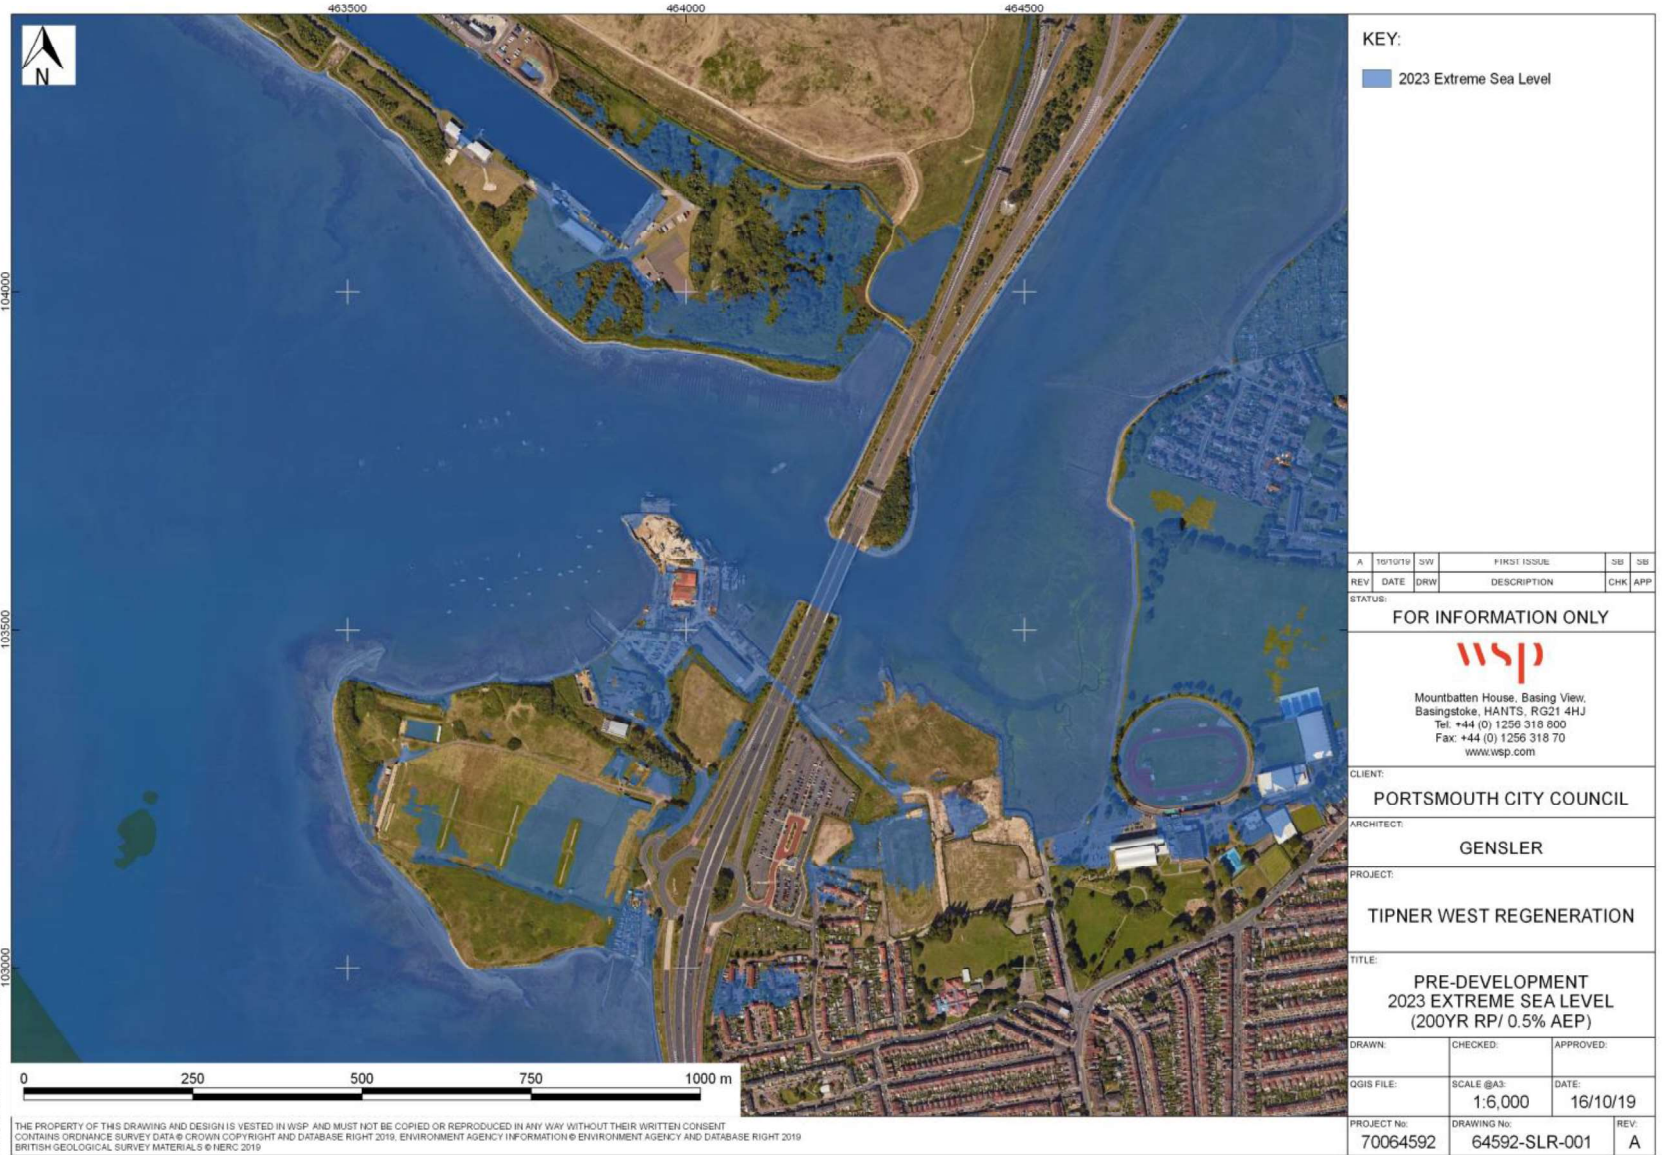 463500
464000
464500
N
104000
103500
103000
0
250
500
750
1000 m
THE PROPERTY OF THIS DRAWING AND DESIGN IS VESTED IN WSP AND MUST NOT BE COPIED OR REPRODUCED IN ANY WAY WITHOUT THEIR WRITTEN CONSENT
CONTAINS ORDNANCE SURVEY DATA © CROWN COPYRIGHT AND DATABASE RIGHT 2019, ENVIRONMENT AGENCY INFORMATION © ENVIRONMENT AGENCY AND DATABASE RIGHT 2019
BRITISH GEOLOGICAL SURVEY MATERIALS © NERC 2019
KEY:
2023 Extreme Sea Level
A 16/10/19 SW FIRST ISSUE SB SB
REV DATE DRW DESCRIPTION CHK APP
STATUS:
FOR INFORMATION ONLY
wsp
Mountbatten House, Basing View,
Basingstoke, HANTS, RG21 4HJ
Tel: +44 (0) 1256 318 800
Fax: +44 (0) 1256 318 70
www.wsp.com
CLIENT:
PORTSMOUTH CITY COUNCIL
ARCHITECT:
GENSLER
PROJECT:
TIPNER WEST REGENERATION
TITLE:
PRE-DEVELOPMENT
2023 EXTREME SEA LEVEL
(200YR RP/ 0.5% AEP)
DRAWN: CHECKED: APPROVED:
QGIS FILE: SCALE @A3: DATE:
1:6,000 16/10/19
PROJECT No: DRAWING No: REV:
70064592 64592-SLR-001 A